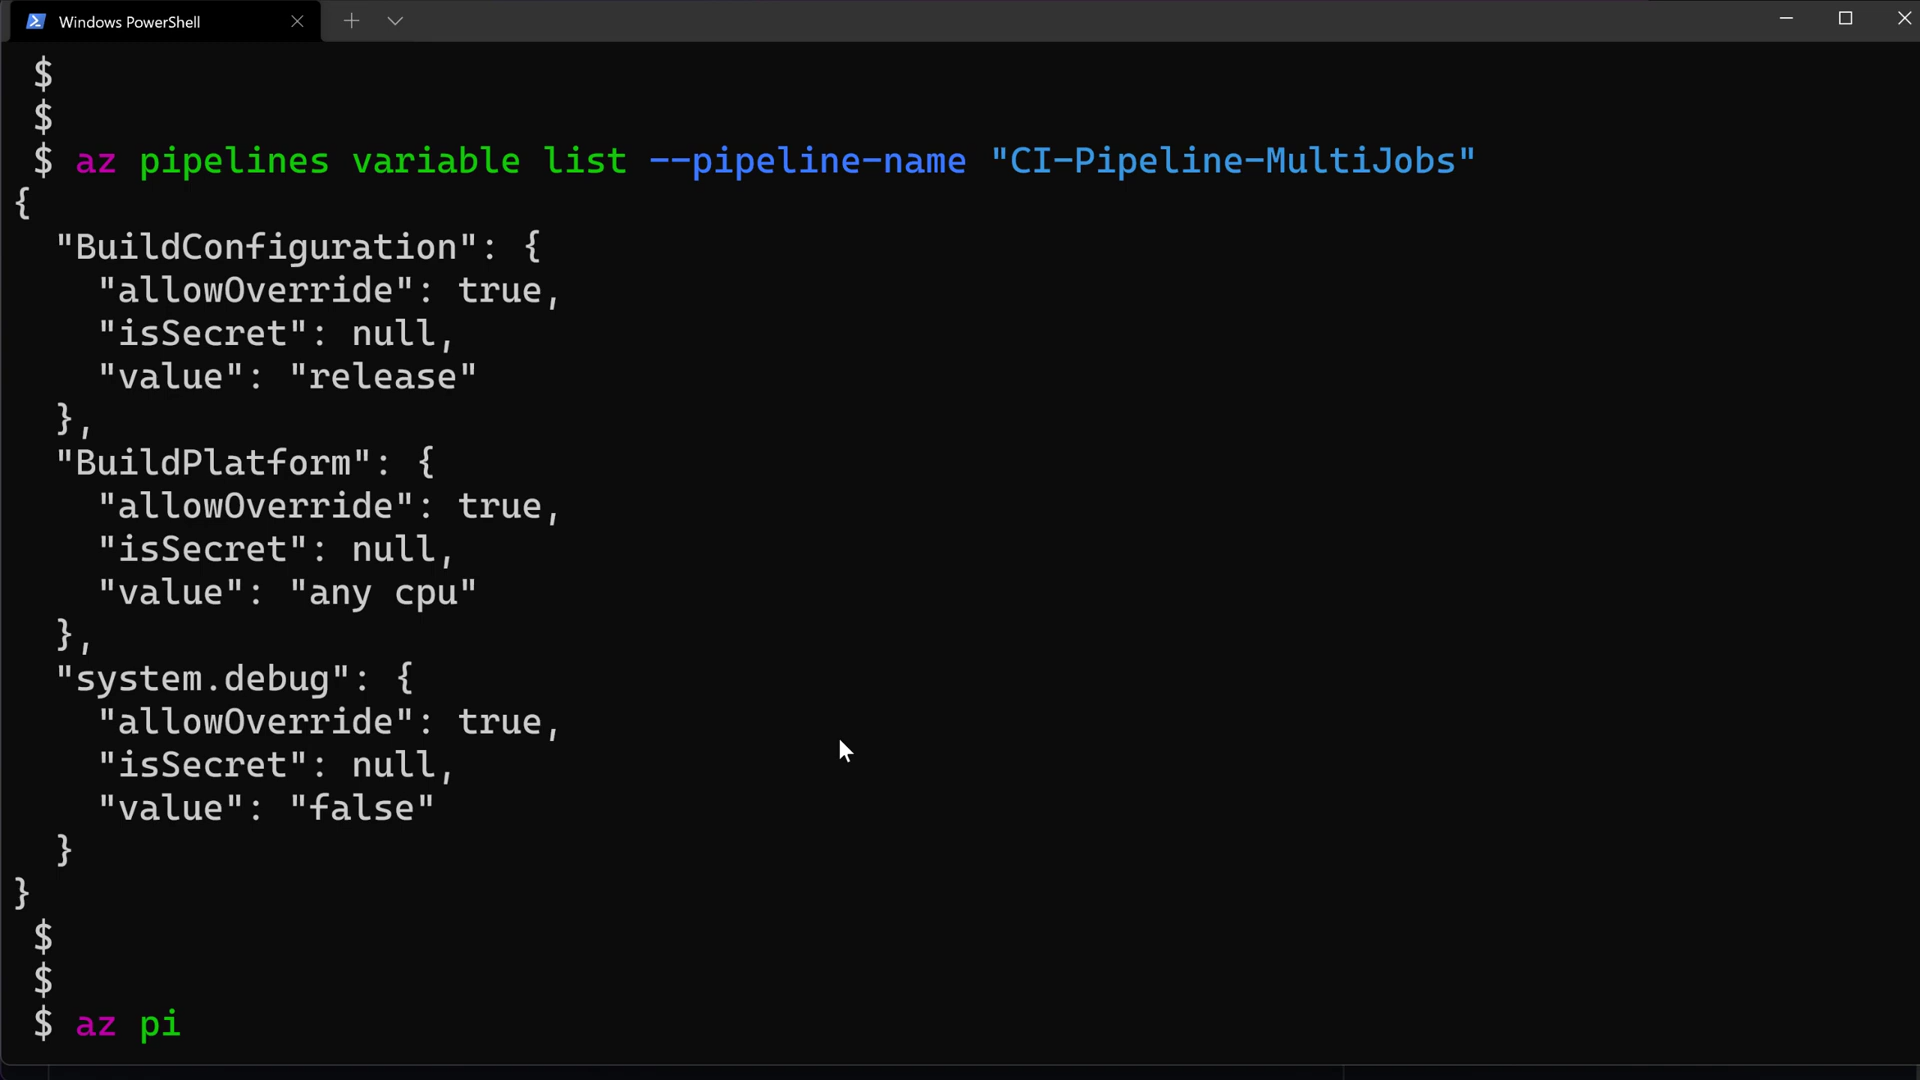 Windows PowerShell
$
$
$ az pipelines variable list --pipeline-name "CI-Pipeline-MultiJobs"
{
  "BuildConfiguration": {
    "allowOverride": true,
    "isSecret": null,
    "value": "release"
  },
  "BuildPlatform": {
    "allowOverride": true,
    "isSecret": null,
    "value": "any cpu"
  },
  "system.debug": {
    "allowOverride": true,
    "isSecret": null,
    "value": "false"
  }
}
$
$
$ az pi